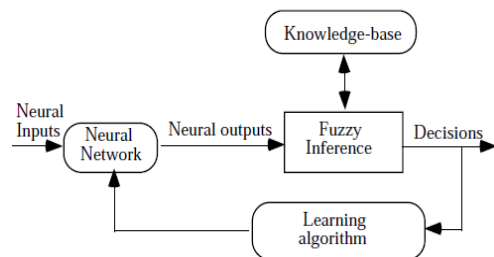 Knowledge-base
Neural
Inputs
Neural
Network
Neural outputs
Fuzzy
Inference
Decisions
Learning
algorithm